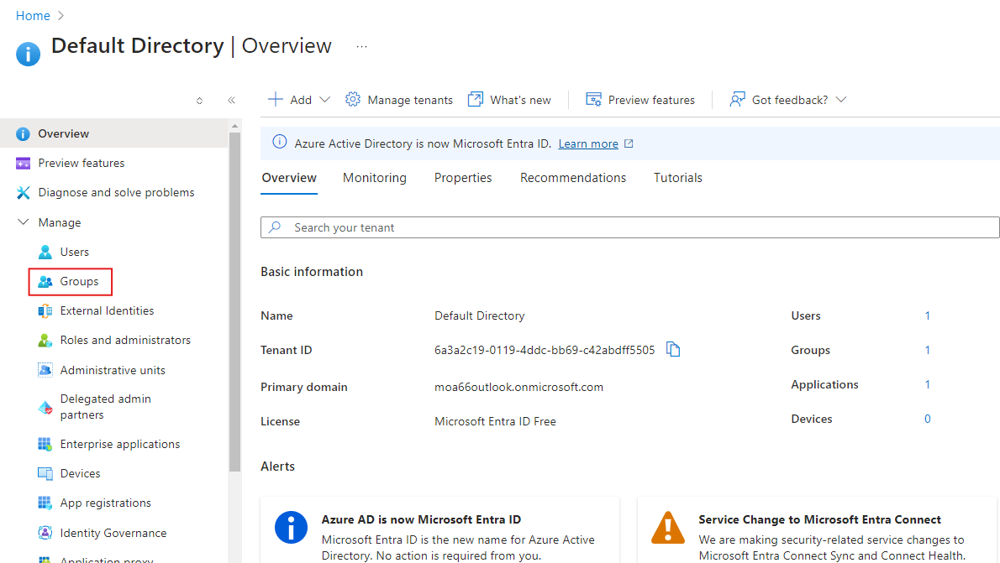 Home
Default Directory | Overview ...
Add
Manage tenants
What's new
Preview features
Got feedback?
Overview
Preview features
Diagnose and solve problems
Manage
Users
Groups
External Identities
Roles and administrators
Administrative units
Delegated admin
partners
Enterprise applications
Devices
App registrations
Identity Governance
Application proxy
Azure Active Directory is now Microsoft Entra ID. Learn more
Overview
Monitoring
Properties
Recommendations
Tutorials
Search your tenant
Basic information
Name Default Directory
Tenant ID 6a3a2c19-0119-4ddc-bb69-c42abdff5505
Primary domain moa66outlook.onmicrosoft.com
License Microsoft Entra ID Free
Users 1
Groups 1
Applications 1
Devices 0
Alerts
Azure AD is now Microsoft Entra ID
Microsoft Entra ID is the new name for Azure Active
Directory. No action is required from you.
Service Change to Microsoft Entra Connect
We are making security-related service changes to
Microsoft Entra Connect Sync and Connect Health.